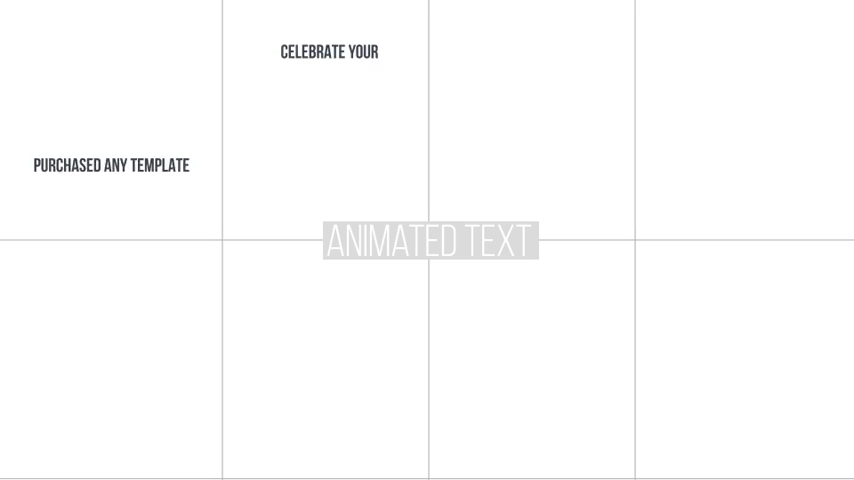 CELEBRATE YOUR
PURCHASED ANY TEMPLATE
ANIMATED TEXT